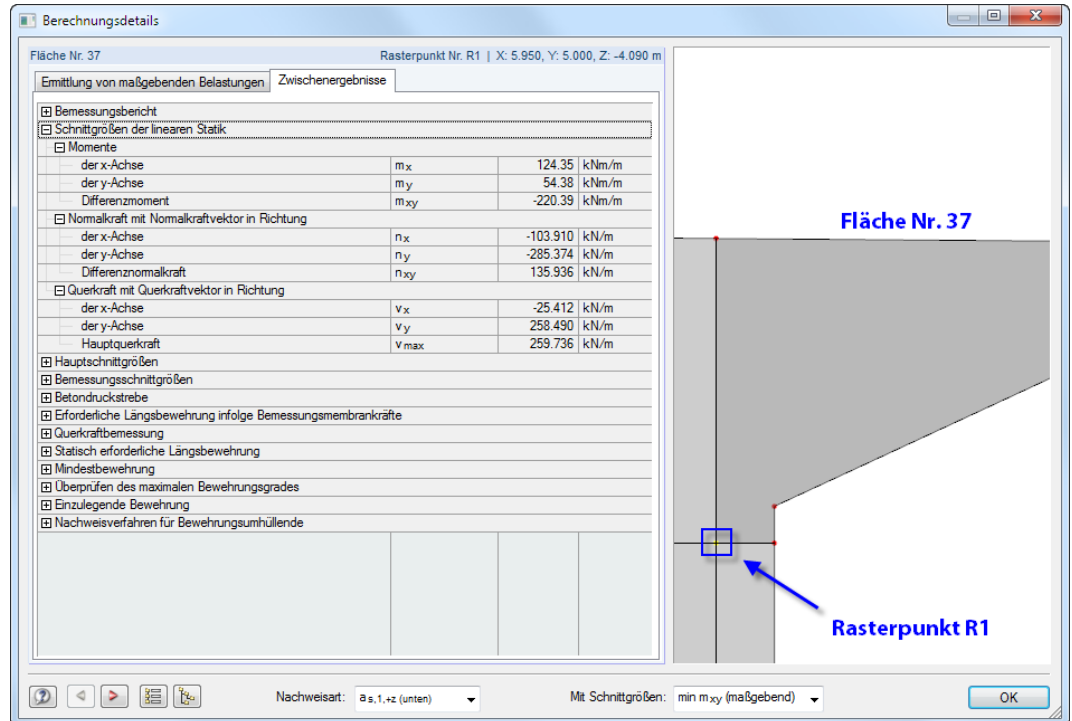 Berechnungsdetails
Fläche Nr. 37 Rasterpunkt Nr. R1 | X: 5.950, Y: 5.000, Z: -4.090 m
Ermittlung von maßgebenden Belastungen Zwischenergebnisse
Bemessungsbericht
Schnittgrößen der linearen Statik
Momente
der x-Achse mx 124.35 kNm/m
der y-Achse my 54.38 kNm/m
Differenzmoment mxy -220.39 kNm/m
Normalkraft mit Normalkraftvektor in Richtung
der x-Achse nx -103.910 kN/m
der y-Achse ny -285.374 kN/m
Differenznormalkraft nxy 135.936 kN/m
Querkraft mit Querkraftvektor in Richtung
der x-Achse vx -25.412 kN/m
der y-Achse vy 258.490 kN/m
Hauptquerkraft vmax 259.736 kN/m
Hauptschnittgrößen
Bemessungsschnittgrößen
Betondruckstrebe
Erforderliche Längsbewehrung infolge Bemessungsmembrankräfte
Querkraftbemessung
Statisch erforderliche Längsbewehrung
Mindestbewehrung
Überprüfen des maximalen Bewehrungsgrades
Einzulegende Bewehrung
Nachweisverfahren für Bewehrungsumhüllende
Fläche Nr. 37
Rasterpunkt R1
Nachweisart: as,1,+z (unten) Mit Schnittgrößen: min mxy (maßgebend) OK